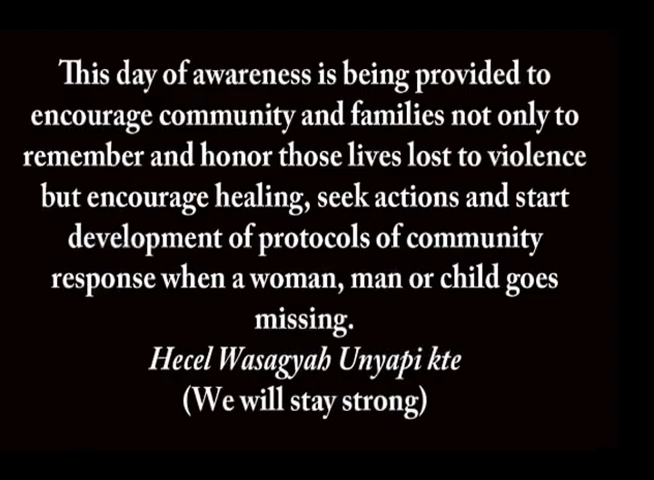 This day of awareness is being provided to
encourage community and families not only to
remember and honor those lives lost to violence
but encourage healing, seek actions and start
development of protocols of community
response when a woman, man or child goes
missing.
Hecel Wasagyah Unyapi kte
(We will stay strong)